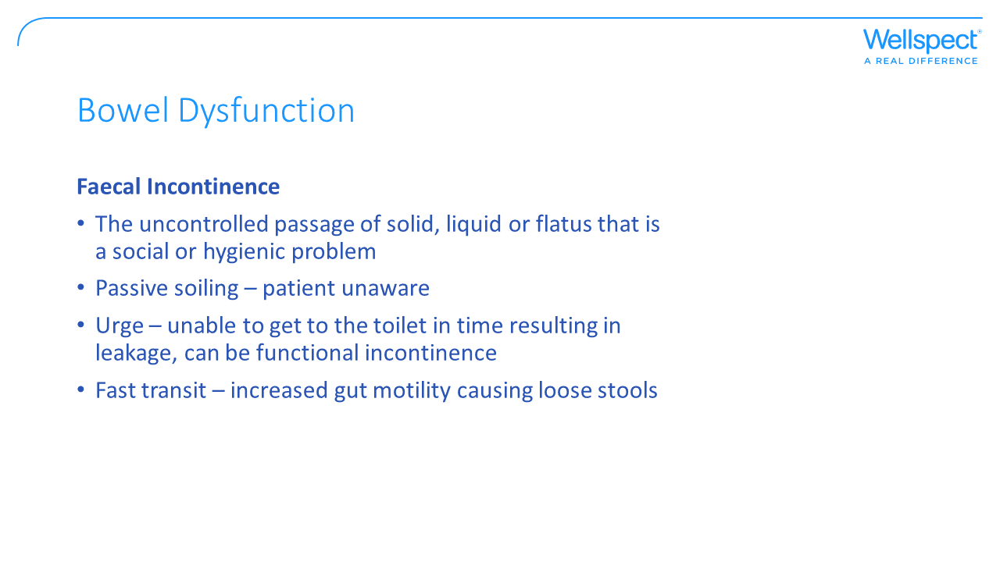 Wellspect®
A REAL DIFFERENCE
Bowel Dysfunction
Faecal Incontinence
• The uncontrolled passage of solid, liquid or flatus that is
a social or hygienic problem
• Passive soiling – patient unaware
• Urge – unable to get to the toilet in time resulting in
leakage, can be functional incontinence
• Fast transit – increased gut motility causing loose stools